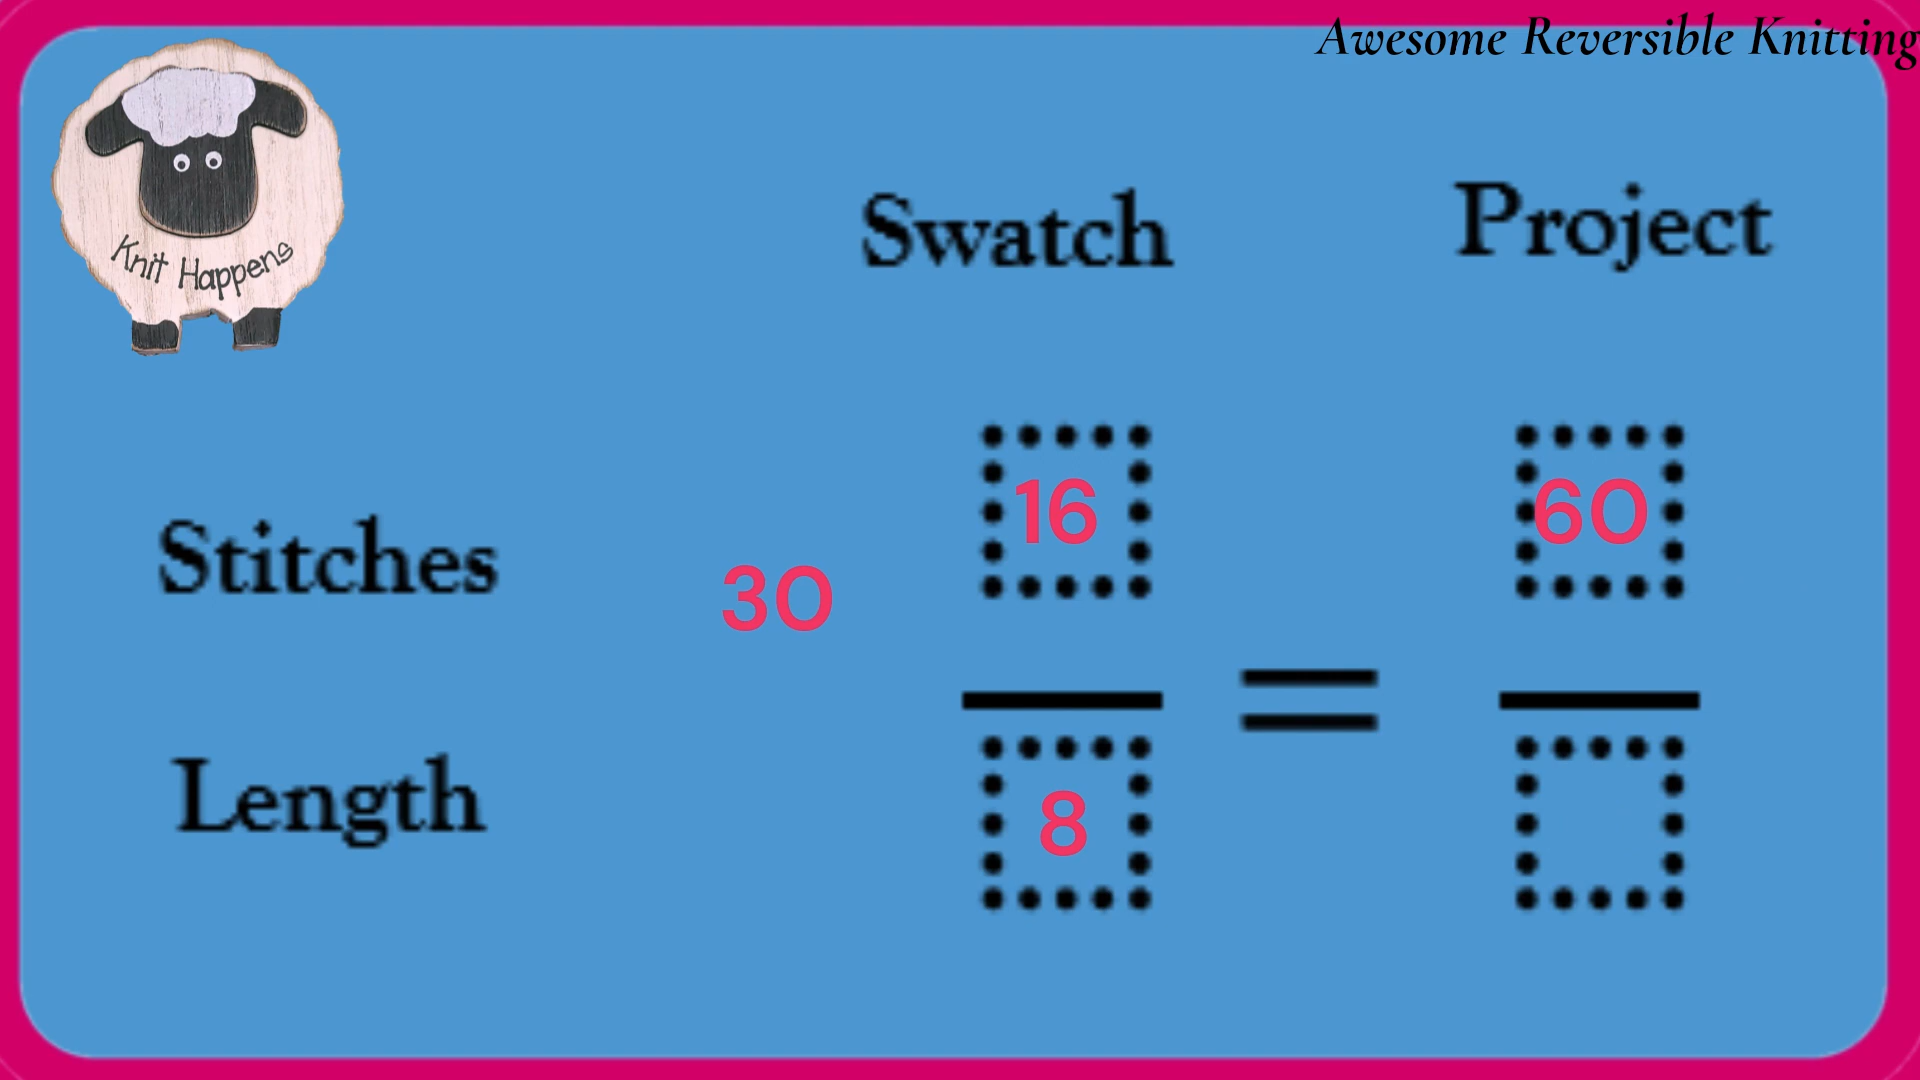 Awesome Reversible Knitting
Knit Happens
Swatch Project
Stitches 30 16 60
=
Length 8